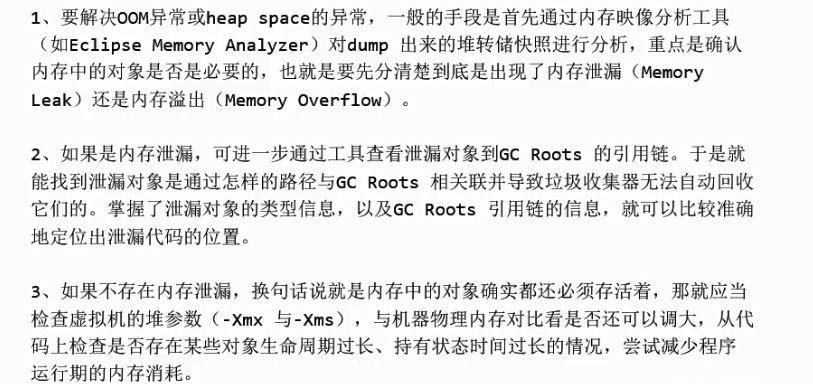 1、要解决OOM异常或heap space的异常，一般的手段是首先通过内存映像分析工具
（如Eclipse Memory Analyzer）对dump 出来的堆转储快照进行分析，重点是确认
内存中的对象是否是必要的，也就是要先分清楚到底是出现了内存泄漏（Memory
Leak）还是内存溢出（Memory Overflow）。
2、如果是内存泄漏，可进一步通过工具查看泄漏对象到GC Roots 的引用链。于是就
能找到泄漏对象是通过怎样的路径与GC Roots 相关联并导致垃圾收集器无法自动回收
它们的。掌握了泄漏对象的类型信息，以及GC Roots 引用链的信息，就可以比较准确
地定位出泄漏代码的位置。
3、如果不存在内存泄漏，换句话说就是内存中的对象确实都还必须存活着，那就应当
检查虚拟机的堆参数（-Xmx 与-Xms），与机器物理内存对比看是否还可以调大，从代
码上检查是否存在某些对象生命周期过长、持有状态时间过长的情况，尝试减少程序
运行期的内存消耗。